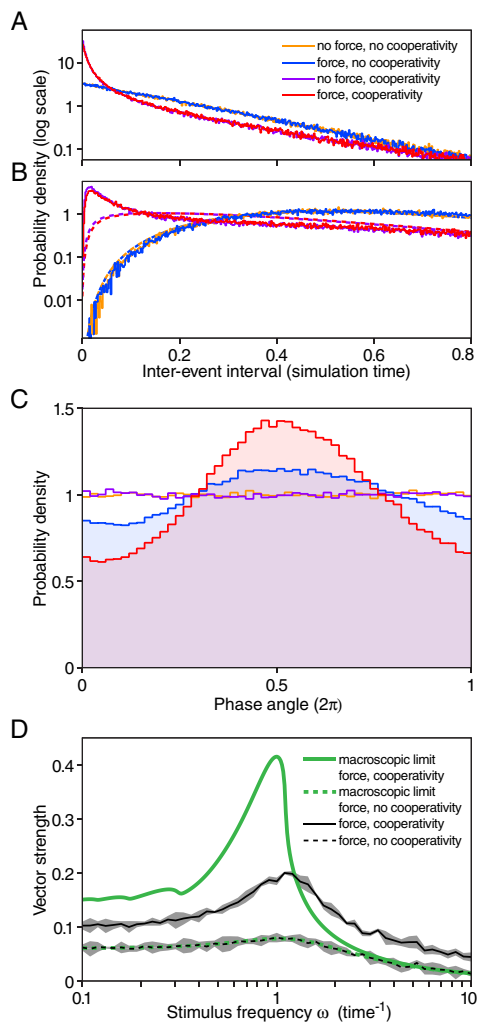 A
no force, no cooperativity
force, no cooperativity
no force, cooperativity
force, cooperativity
10
1
0.1
Probability density (log scale)
B
1
0.1
0.01
0
0.2
0.4
0.6
0.8
Inter-event interval (simulation time)
C
1.5
1
0.5
0
Probability density
0
0.5
1
Phase angle (2π)
D
macroscopic limit
force, cooperativity
macroscopic limit
force, no cooperativity
force, cooperativity
force, no cooperativity
0.4
0.3
0.2
0.1
0
Vector strength
0.1
1
10
Stimulus frequency ω (time⁻¹)